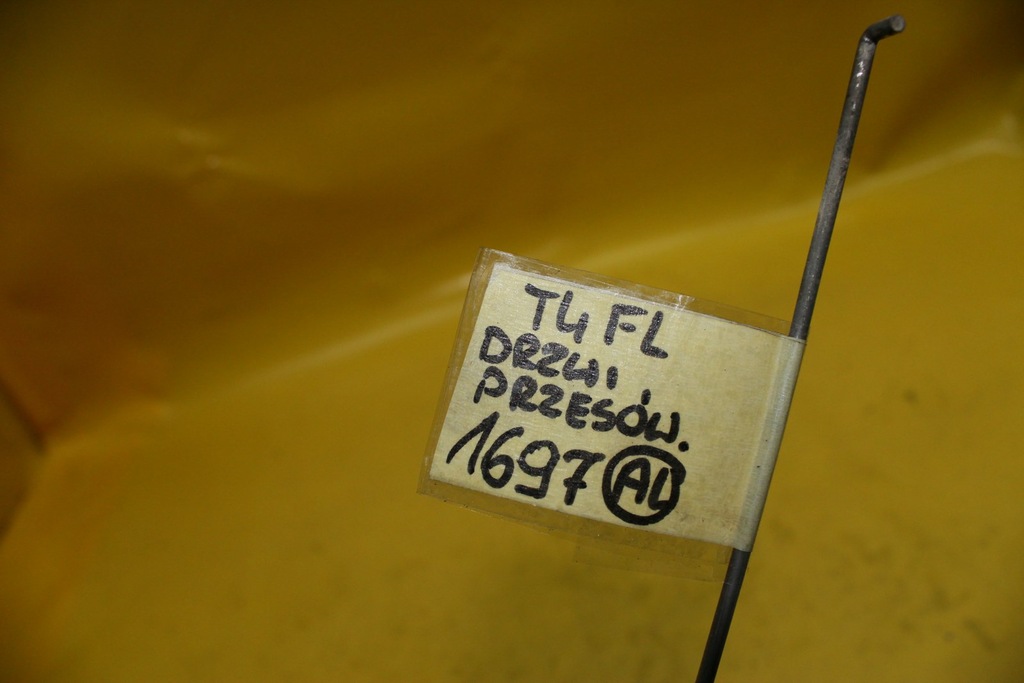 T4 FL
DRZWI
PRZESÓW.
1697 AL